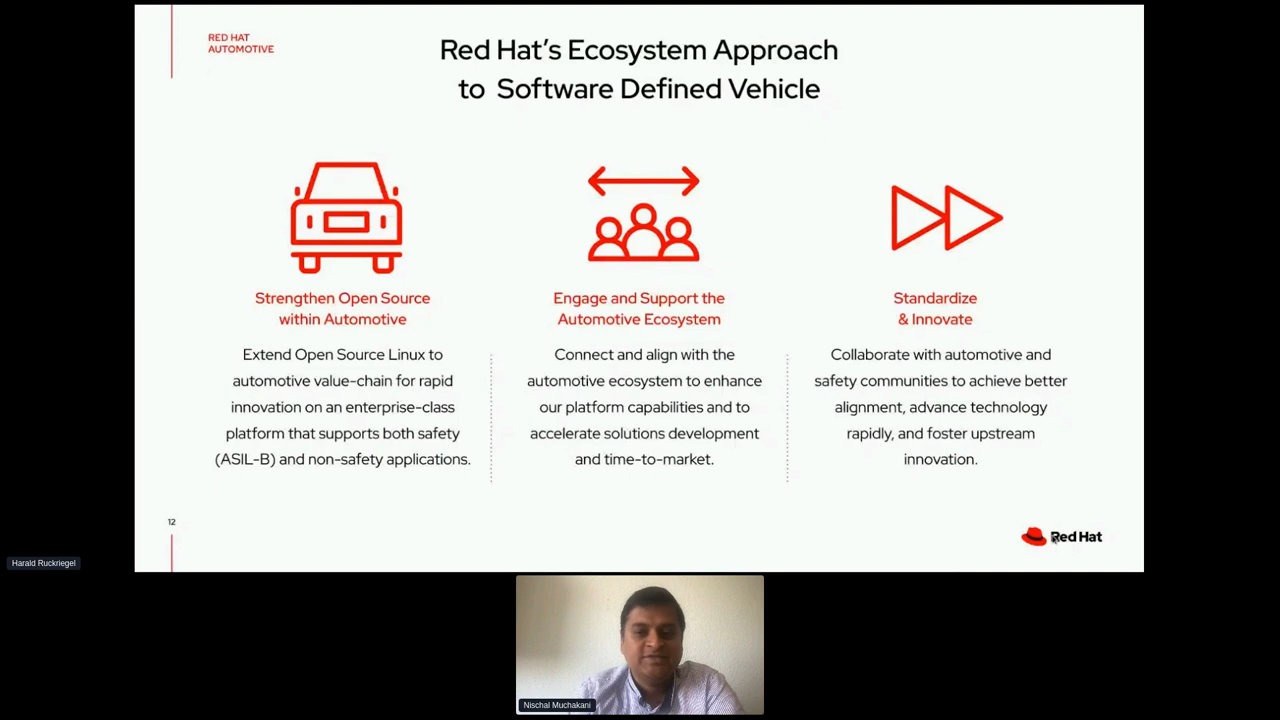 RED HAT
AUTOMOTIVE
Red Hat's Ecosystem Approach
to Software Defined Vehicle
Strengthen Open Source
within Automotive
Extend Open Source Linux to
automotive value-chain for rapid
innovation on an enterprise-class
platform that supports both safety
(ASIL-B) and non-safety applications.
Engage and Support the
Automotive Ecosystem
Connect and align with the
automotive ecosystem to enhance
our platform capabilities and to
accelerate solutions development
and time-to-market.
Standardize
& Innovate
Collaborate with automotive and
safety communities to achieve better
alignment, advance technology
rapidly, and foster upstream
innovation.
12
Red Hat
Harald Ruckriegel
Nischal Muchakani